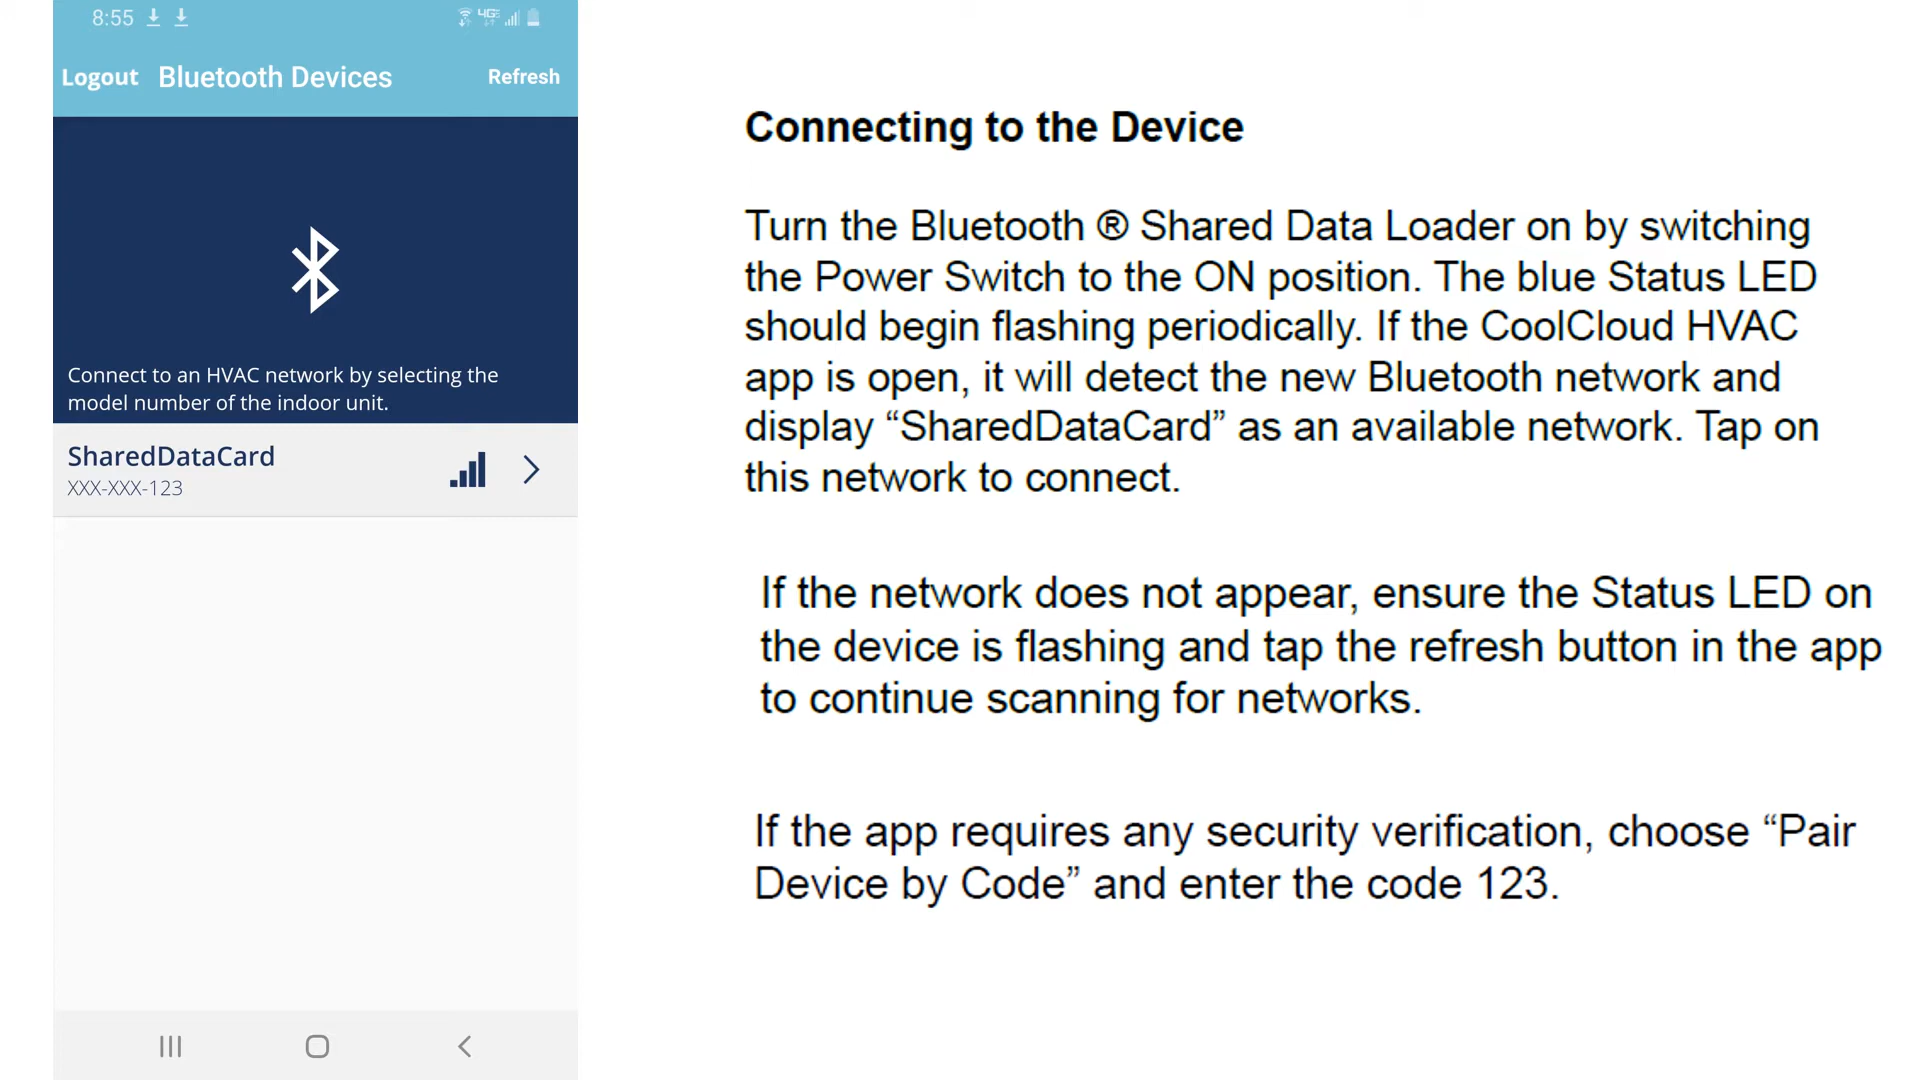 8:55
4GE
Logout Bluetooth Devices Refresh
Connect to an HVAC network by selecting the
model number of the indoor unit.
SharedDataCard
XXX-XXX-123
Connecting to the Device
Turn the Bluetooth ® Shared Data Loader on by switching
the Power Switch to the ON position. The blue Status LED
should begin flashing periodically. If the CoolCloud HVAC
app is open, it will detect the new Bluetooth network and
display “SharedDataCard” as an available network. Tap on
this network to connect.
If the network does not appear, ensure the Status LED on
the device is flashing and tap the refresh button in the app
to continue scanning for networks.
If the app requires any security verification, choose “Pair
Device by Code” and enter the code 123.